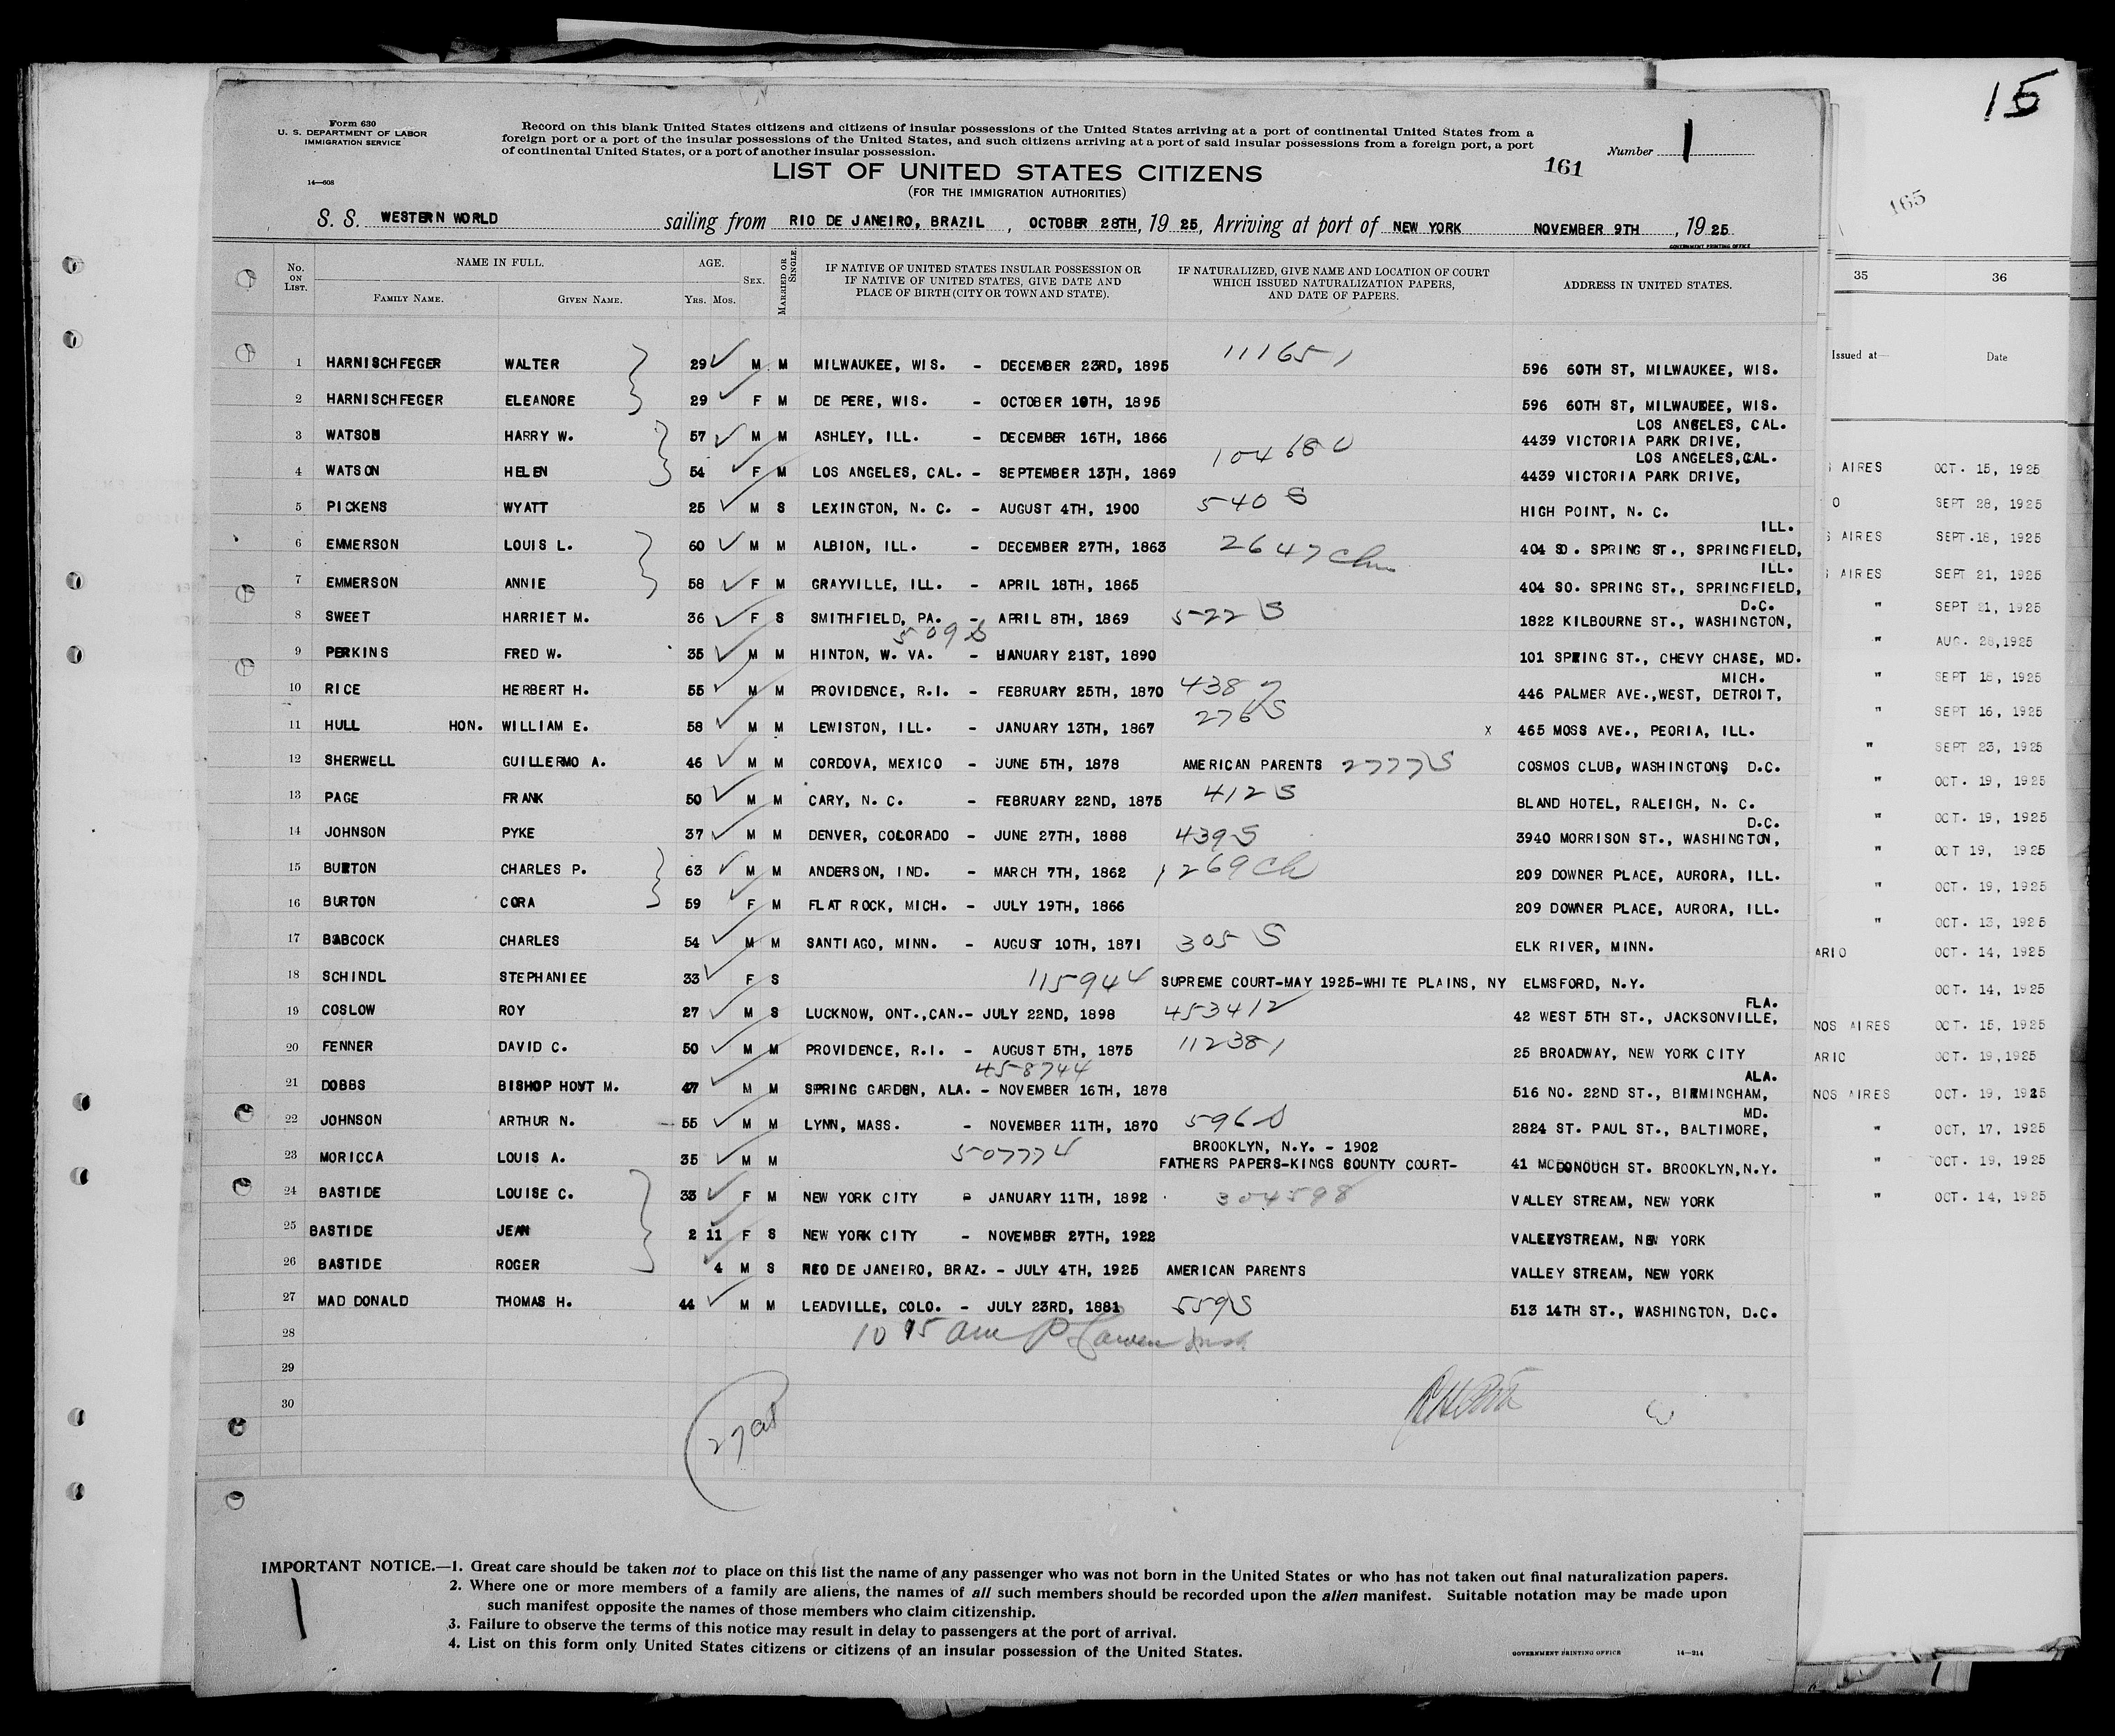 15
Form 630
U. S. DEPARTMENT OF LABOR
IMMIGRATION SERVICE
14—608
Record on this blank United States citizens and citizens of insular possessions of the United States arriving at a port of continental United States from a
foreign port or a port of the insular possessions of the United States, and such citizens arriving at a port of said insular possessions from a foreign port, a port
of continental United States, or a port of another insular possession.
Number 1
161
LIST OF UNITED STATES CITIZENS
(FOR THE IMMIGRATION AUTHORITIES)
S. S. WESTERN WORLD sailing from RIO DE JANEIRO, BRAZIL, OCTOBER 28TH, 1925, Arriving at port of NEW YORK NOVEMBER 9TH, 1925
GOVERNMENT PRINTING OFFICE
No. ON LIST. NAME IN FULL. FAMILY NAME. GIVEN NAME. AGE. Yrs. Mos. SEX. MARRIED OR SINGLE.
IF NATIVE OF UNITED STATES INSULAR POSSESSION OR IF NATIVE OF UNITED STATES, GIVE DATE AND PLACE OF BIRTH (CITY OR TOWN AND STATE).
IF NATURALIZED, GIVE NAME AND LOCATION OF COURT WHICH ISSUED NATURALIZATION PAPERS, AND DATE OF PAPERS.
ADDRESS IN UNITED STATES.
1 HARNISCHFEGER WALTER 29 M M MILWAUKEE, WIS. - DECEMBER 23RD, 1895 111651 596 60TH ST, MILWAUKEE, WIS.
2 HARNISCHFEGER ELEANORE 29 F M DE PERE, WIS. - OCTOBER 10TH, 1895 596 60TH ST, MILWAUKEE, WIS.
3 WATSON HARRY W. 57 M M ASHLEY, ILL. - DECEMBER 16TH, 1866 LOS ANGELES, CAL. 4439 VICTORIA PARK DRIVE,
4 WATSON HELEN 54 F M LOS ANGELES, CAL. - SEPTEMBER 13TH, 1869 LOS ANGELES, CAL. 4439 VICTORIA PARK DRIVE,
5 PICKENS WYATT 25 M S LEXINGTON, N. C. - AUGUST 4TH, 1900 540 S HIGH POINT, N. C.
6 EMMERSON LOUIS L. 60 M M ALBION, ILL. - DECEMBER 27TH, 1863 2647 ILL. 404 SO. SPRING ST., SPRINGFIELD,
7 EMMERSON ANNIE 58 F M GRAYVILLE, ILL. - APRIL 18TH, 1865 ILL. 404 SO. SPRING ST., SPRINGFIELD,
8 SWEET HARRIET M. 36 F S SMITHFIELD, PA. - APRIL 8TH, 1869 522 S D.C. 1822 KILBOURNE ST., WASHINGTON,
509 S
9 PERKINS FRED W. 35 M M HINTON, W. VA. - UANUARY 21ST, 1890 101 SPRING ST., CHEVY CHASE, MD.
10 RICE HERBERT H. 55 M M PROVIDENCE, R.I. - FEBRUARY 25TH, 1870 4387 MICH. 446 PALMER AVE.,WEST, DETROIT,
11 HULL HON. WILLIAM E. 58 M M LEWISTON, ILL. - JANUARY 13TH, 1867 276 S X 465 MOSS AVE., PEORIA, ILL.
12 SHERWELL GUILLERMO A. 46 M M CORDOVA, MEXICO - JUNE 5TH, 1878 AMERICAN PARENTS 2777 S COSMOS CLUB, WASHINGTON, D.C.
13 PAGE FRANK 50 M M CARY, N. C. - FEBRUARY 22ND, 1875 412 S BLAND HOTEL, RALEIGH, N. C.
14 JOHNSON PYKE 37 M M DENVER, COLORADO - JUNE 27TH, 1888 439 S D.C. 3940 MORRISON ST., WASHINGTON,
15 BURTON CHARLES P. 63 M M ANDERSON, IND. - MARCH 7TH, 1862 1269 Ch 209 DOWNER PLACE, AURORA, ILL.
16 BURTON CORA 59 F M FLAT ROCK, MICH. - JULY 19TH, 1866 209 DOWNER PLACE, AURORA, ILL.
17 BABCOCK CHARLES 54 M M SANTIAGO, MINN. - AUGUST 10TH, 1871 305 S ELK RIVER, MINN.
18 SCHINDL STEPHANIEE 33 F S 115944 SUPREME COURT-MAY 1925-WHITE PLAINS, NY ELMSFORD, N.Y.
19 COSLOW ROY 27 M S LUCKNOW, ONT.,CAN.- JULY 22ND, 1898 453412 FLA. 42 WEST 5TH ST., JACKSONVILLE,
20 FENNER DAVID C. 50 M M PROVIDENCE, R.I. - AUGUST 5TH, 1875 112381 25 BROADWAY, NEW YORK CITY
458744
21 DOBBS BISHOP HOYT M. 47 M M SPRING GARDEN, ALA. - NOVEMBER 16TH, 1878 ALA. 516 NO. 22ND ST., BIRMINGHAM,
22 JOHNSON ARTHUR N. 55 M M LYNN, MASS. - NOVEMBER 11TH, 1870 596 S MD. 2824 ST. PAUL ST., BALTIMORE,
23 MORICCA LOUIS A. 35 M M 507774 BROOKLYN, N.Y. - 1902 FATHERS PAPERS-KINGS COUNTY COURT- 41 MCDONOUGH ST. BROOKLYN,N.Y.
24 BASTIDE LOUISE C. 33 F M NEW YORK CITY - JANUARY 11TH, 1892 304598 VALLEY STREAM, NEW YORK
25 BASTIDE JEAN 2 11 F S NEW YORK CITY - NOVEMBER 27TH, 1922 VALLEYSTREAM, NEW YORK
26 BASTIDE ROGER 4 M S RIO DE JANEIRO, BRAZ. - JULY 4TH, 1925 AMERICAN PARENTS VALLEY STREAM, NEW YORK
27 MAD DONALD THOMAS H. 44 M M LEADVILLE, COLO. - JULY 23RD, 1881 559 S 513 14TH ST., WASHINGTON, D.C.
28
29
30
IMPORTANT NOTICE.—1. Great care should be taken not to place on this list the name of any passenger who was not born in the United States or who has not taken out final naturalization papers.
2. Where one or more members of a family are aliens, the names of all such members should be recorded upon the alien manifest. Suitable notation may be made upon
such manifest opposite the names of those members who claim citizenship.
3. Failure to observe the terms of this notice may result in delay to passengers at the port of arrival.
4. List on this form only United States citizens or citizens of an insular possession of the United States.
GOVERNMENT PRINTING OFFICE 14—214
165
35 36
Issued at— Date
AIRES OCT. 15, 1925
O SEPT 28, 1925
AIRES SEPT.18, 1925
AIRES SEPT 21, 1925
" SEPT 21, 1925
" AUG. 28,1925
" SEPT 18, 1925
" SEPT 16, 1925
" SEPT 23, 1925
" OCT. 19, 1925
" OCT. 19, 1925
" OCT 19, 1925
" OCT. 19, 1925
" OCT. 13, 1925
ARIO OCT. 14, 1925
OCT. 14, 1925
NOS AIRES OCT. 15, 1925
ARIO OCT. 19,1925
NOS AIRES OCT. 19, 1925
" OCT, 17, 1925
" OCT. 19, 1925
" OCT. 14, 1925